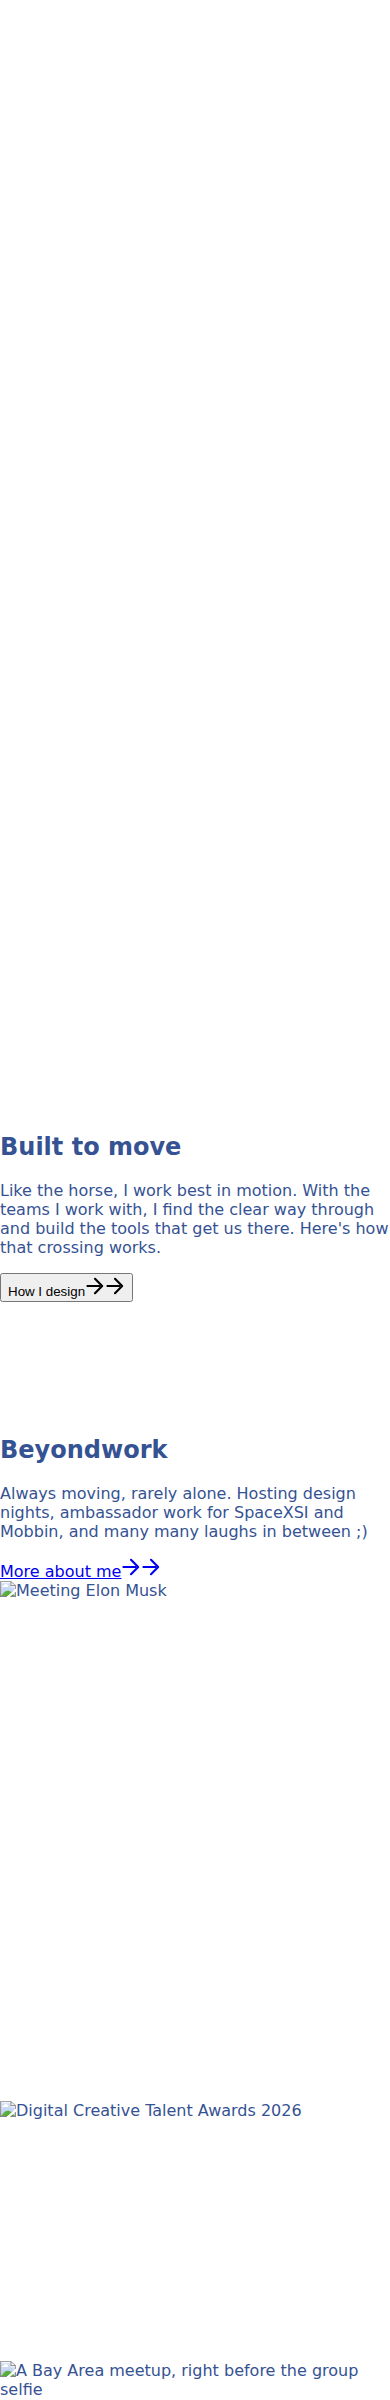 Built to move
Like the horse, I work best in motion. With the
teams I work with, I find the clear way through
and build the tools that get us there. Here's how
that crossing works.
How I design
Beyondwork
Always moving, rarely alone. Hosting design
nights, ambassador work for SpaceXSI and
Mobbin, and many many laughs in between ;)
More about me
Meeting Elon Musk
Digital Creative Talent Awards 2026
A Bay Area meetup, right before the group
selfie